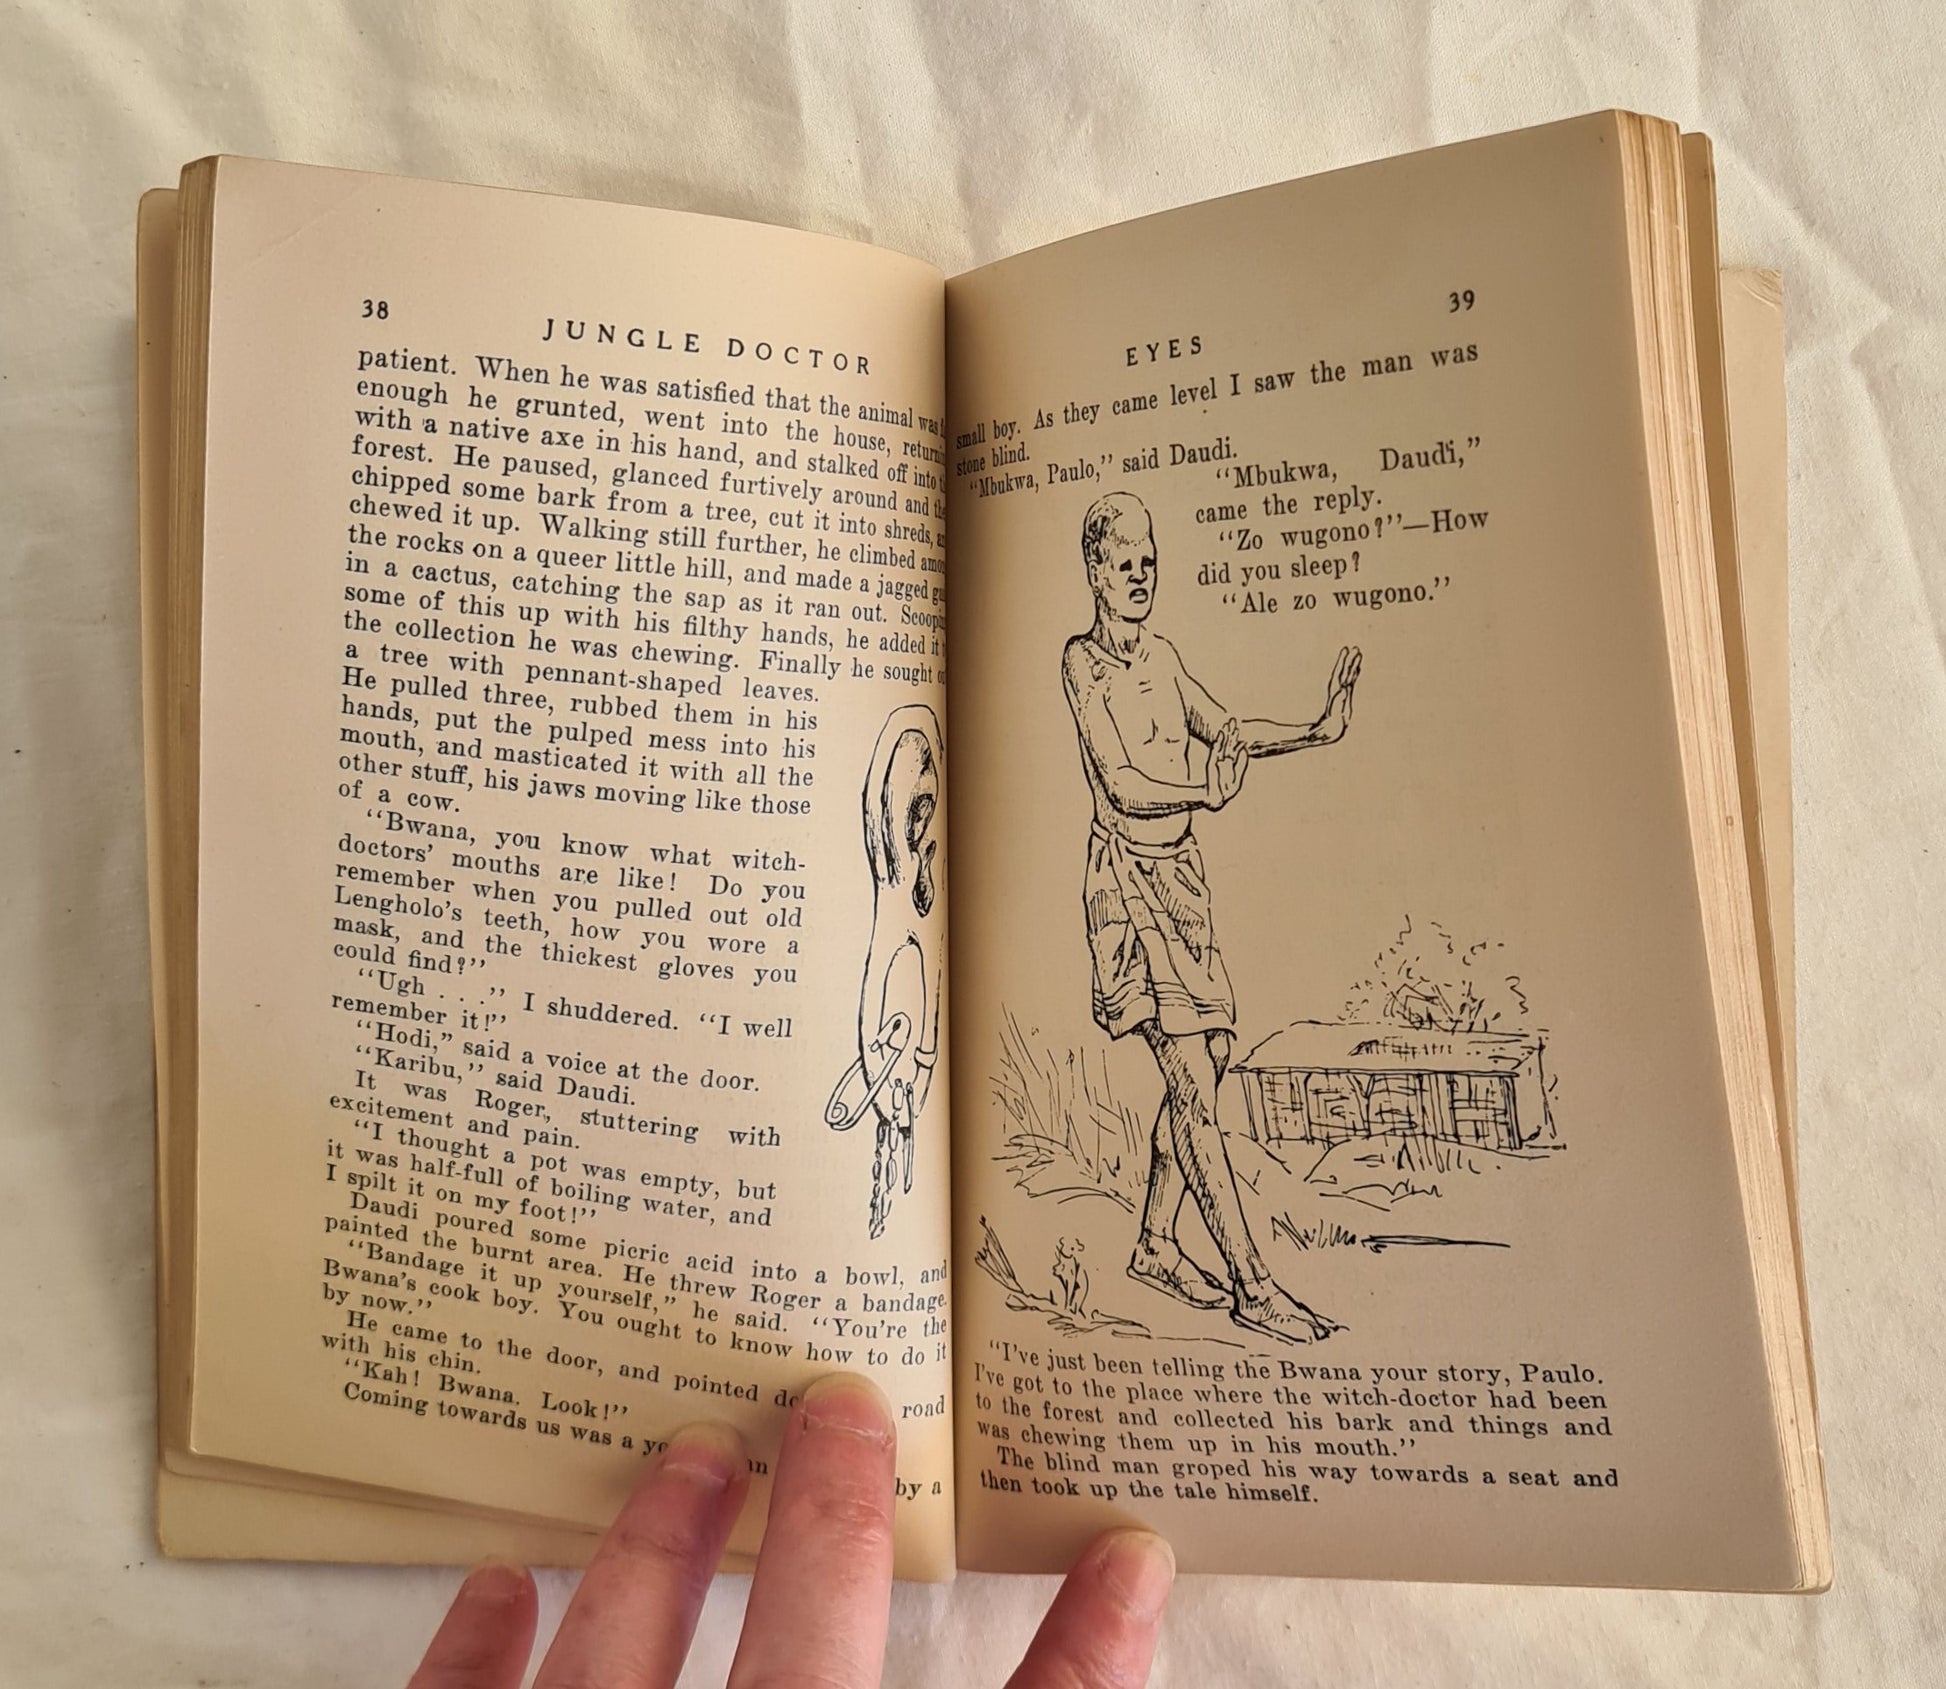 38
JUNGLE DOCTOR
patient. When he was satisfied that the animal was
enough he grunted, went into the house,
with a native axe in his hand, and stalked off into
forest. He paused, glanced furtively around and
chipped some bark from a tree, cut it into shreds,
chewed it up. Walking still further, he climbed
the rocks on a queer little hill, and made a jagged
in a cactus, catching the sap as it ran out.
some of this up with his filthy hands, he added it
the collection he was chewing. Finally he sought
a tree with pennant-shaped leaves.
He pulled three, rubbed them in his
hands, put the pulped mess into his
mouth, and masticated it with all the
other stuff, his jaws moving like those
of a cow.
"Bwana, you know what witch-
doctors' mouths are like! Do you
remember when you pulled out old
Lengholo's teeth, how you wore a
mask, and the thickest gloves you
could find?"
"Ugh . . ." I shuddered. "I well
remember it!"
"Hodi," said a voice at the door.
"Karibu," said Daudi.
It was Roger, stuttering with
excitement and pain.
"I thought a pot was empty, but
it was half-full of boiling water, and
I spilt it on my foot!"
Daudi poured some picric acid into a bowl, and
painted the burnt area. He threw Roger a bandage.
"Bandage it up yourself," he said. "You're the
Bwana's cook boy. You ought to know how to do it
by now."
He came to the door, and pointed road
with his chin.
"Kah! Bwana. Look!"
Coming towards us was a by a
39
EYES
small boy. As they came level I saw the man was
stone blind.
"Mbukwa, Paulo," said Daudi.
"Mbukwa, Daudi,"
came the reply.
"Zo wugono?"—How
did you sleep?
"Ale zo wugono."
"I've just been telling the Bwana your story, Paulo.
I've got to the place where the witch-doctor had been
to the forest and collected his bark and things and
was chewing them up in his mouth."
The blind man groped his way towards a seat and
then took up the tale himself.